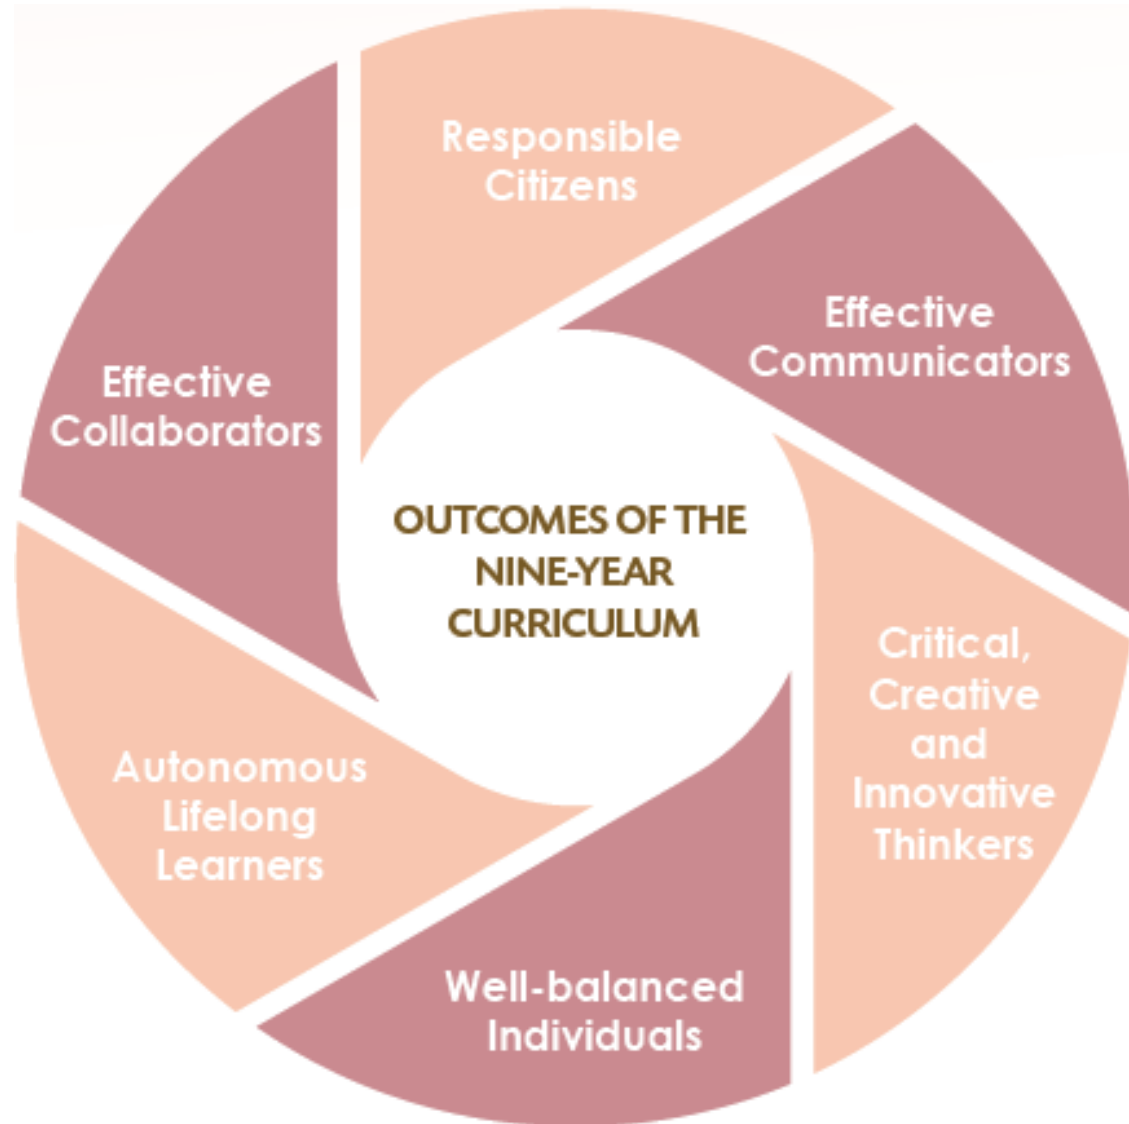 Responsible
Citizens
Effective
Communicators
Critical,
Creative
and
Innovative
Thinkers
Well-balanced
Individuals
Autonomous
Lifelong
Learners
Effective
Collaborators
OUTCOMES OF THE
NINE-YEAR
CURRICULUM